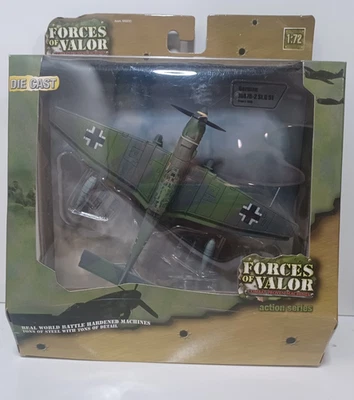 FORCES
OF VALOR
1:72
DIE CAST
German
FORCES
OF VALOR
action series
REAL WORLD BATTLE HARDENED MACHINES
TONS OF STEEL WITH TONS OF DETAIL